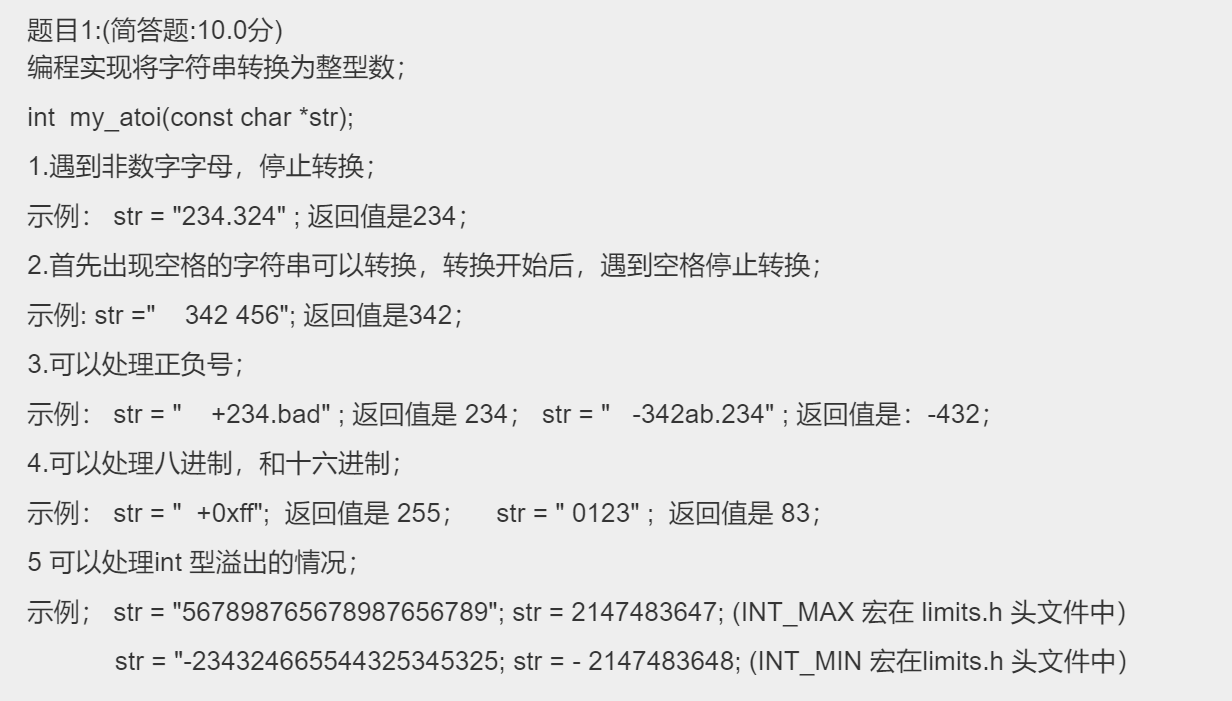 题目1:(简答题:10.0分)
编程实现将字符串转换为整型数；
int  my_atoi(const char *str);
1.遇到非数字字母，停止转换；
示例： str = "234.324" ; 返回值是234；
2.首先出现空格的字符串可以转换，转换开始后，遇到空格停止转换；
示例: str ="    342 456"; 返回值是342；
3.可以处理正负号；
示例： str = "    +234.bad" ; 返回值是 234； str = "   -342ab.234" ; 返回值是：-432；
4.可以处理八进制，和十六进制；
示例： str = "  +0xff";  返回值是 255；     str = " 0123" ;  返回值是 83；
5 可以处理int 型溢出的情况；
示例； str = "567898765678987656789"; str = 2147483647; (INT_MAX 宏在 limits.h 头文件中）
str = "-234324665544325345325; str = - 2147483648; (INT_MIN 宏在limits.h 头文件中）